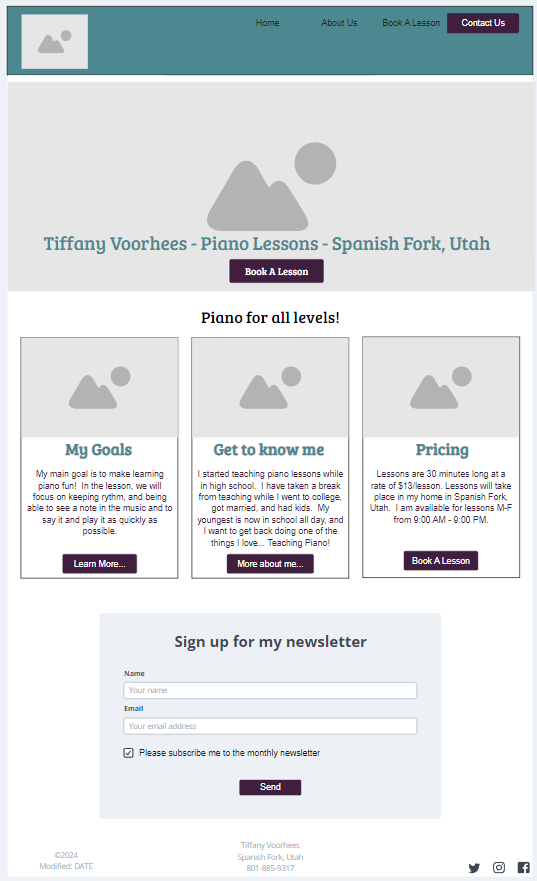 Home
About Us
Book A Lesson
Contact Us
Tiffany Voorhees - Piano Lessons - Spanish Fork, Utah
Book A Lesson
Piano for all levels!
My Goals
My main goal is to make learning
piano fun! In the lesson, we will
focus on keeping rythm, and being
able to see a note in the music and to
say it and play it as quickly as
possible.
Learn More...
Get to know me
I started teaching piano lessons while
in high school. I have taken a break
from teaching while I went to college,
got married, and had kids. My
youngest is now in school all day, and
I want to get back doing one of the
things I love... Teaching Piano!
More about me...
Pricing
Lessons are 30 minutes long at a
rate of $13/lesson. Lessons will take
place in my home in Spanish Fork,
Utah. I am available for lessons M-F
from 9:00 AM - 9:00 PM.
Book A Lesson
Sign up for my newsletter
Name
Your name
Email
Your email address
Please subscribe me to the monthly newsletter
Send
©2024
Modified: DATE
Tiffany Voorhees
Spanish Fork, Utah
801-885-9317